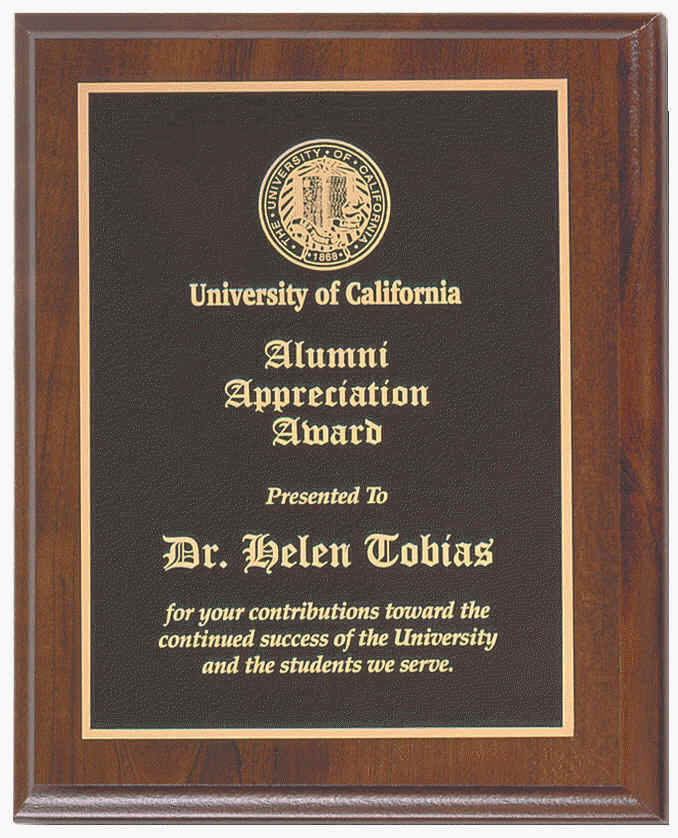 THE • UNIVERSITY • OF • CALIFORNIA
• 1868 •
University of California
Alumni
Appreciation
Award
Presented To
Dr. Helen Tobias
for your contributions toward the
continued success of the University
and the students we serve.